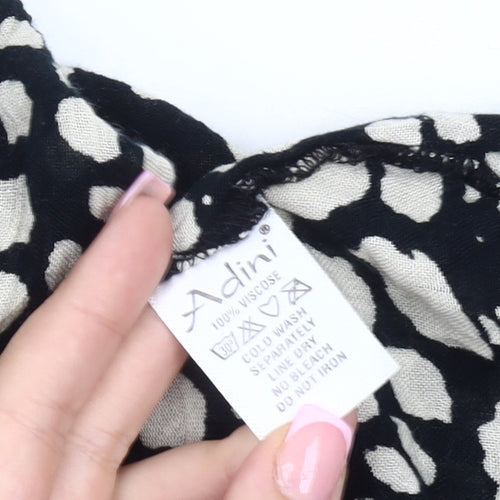 Adini®
100% VISCOSE
30°
COLD WASH
SEPARATELY
LINE DRY
NO BLEACH
DO NOT IRON